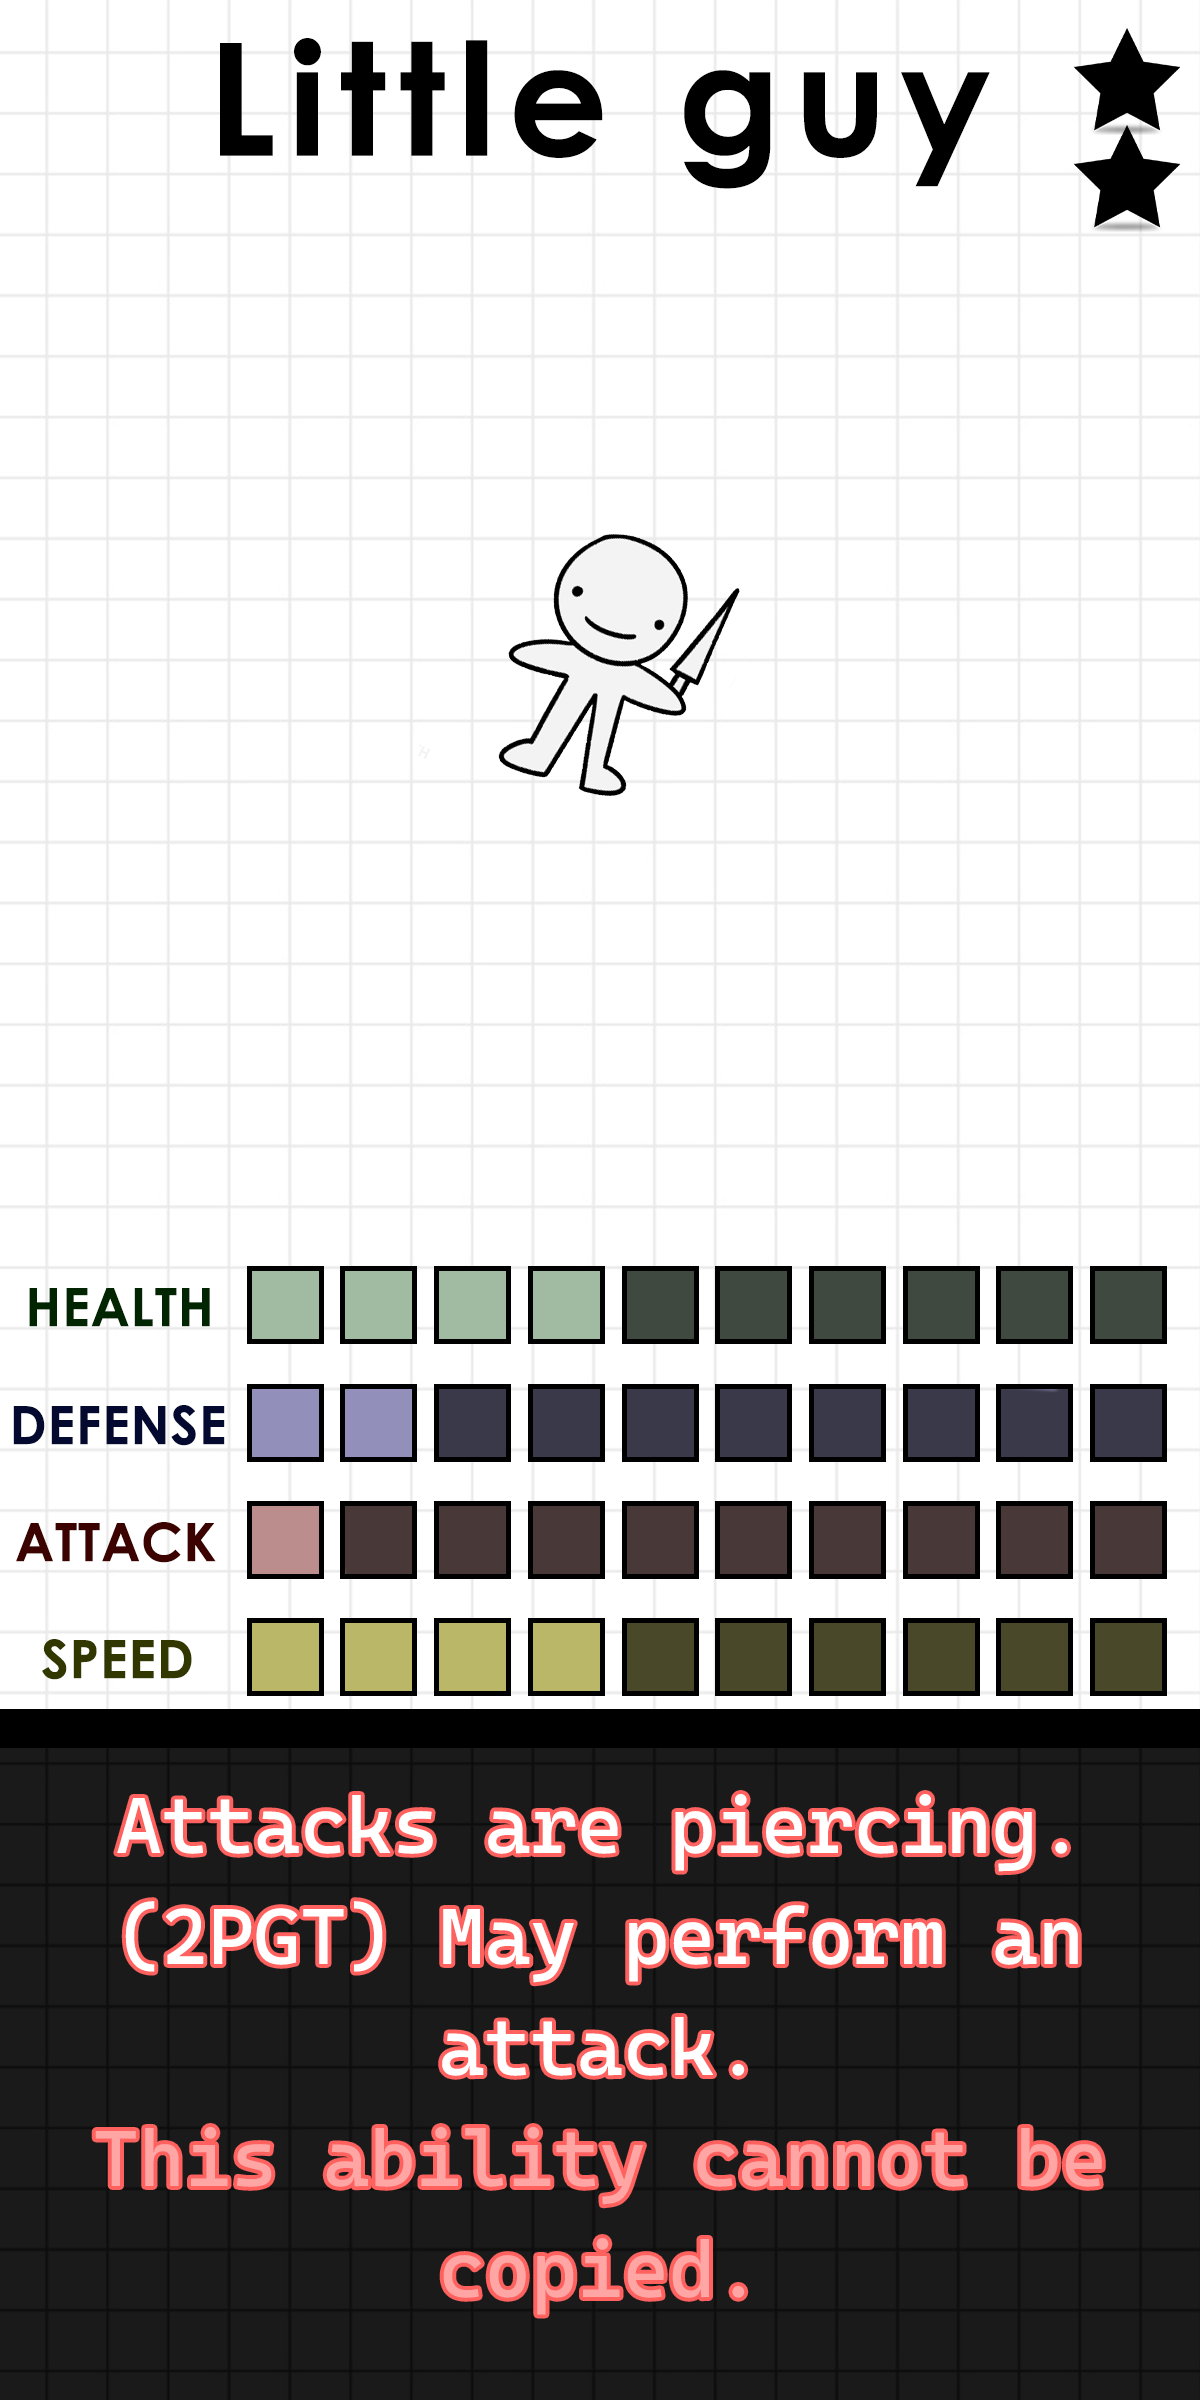 Little guy
HEALTH
DEFENSE
ATTACK
SPEED
Attacks are piercing.
(2PGT) May perform an
attack.
This ability cannot be
copied.